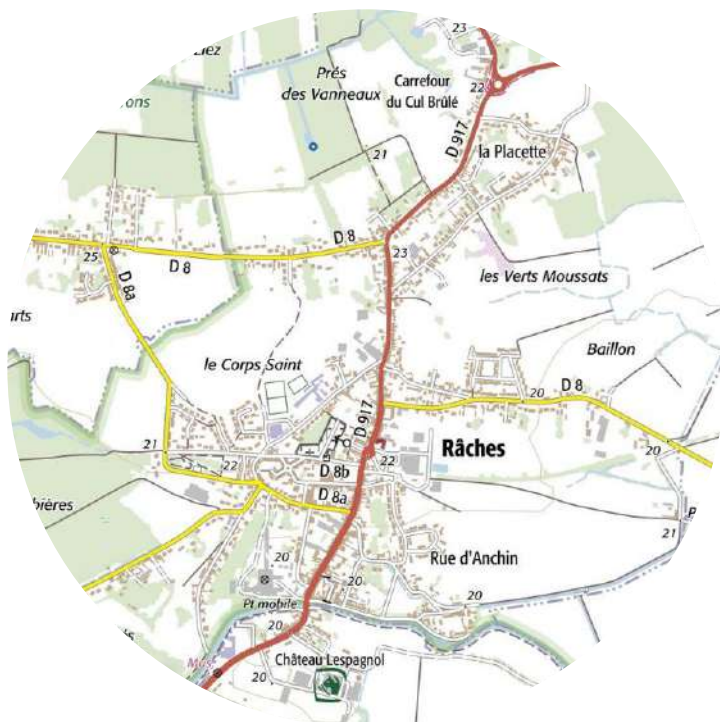 23
Prés
des Vanneaux
Carrefour
du Cul Brûlé
22
D 917
21
la Placette
D 8
D 8
25
23
D 8a
les Verts Moussats
le Corps Saint
Baillon
20
D 8
D 917
21
22
22
Râches
20
D 8b
D 8a
21
Rue d'Anchin
20
20
20
Pt mobile
20
20
Château Lespagnol